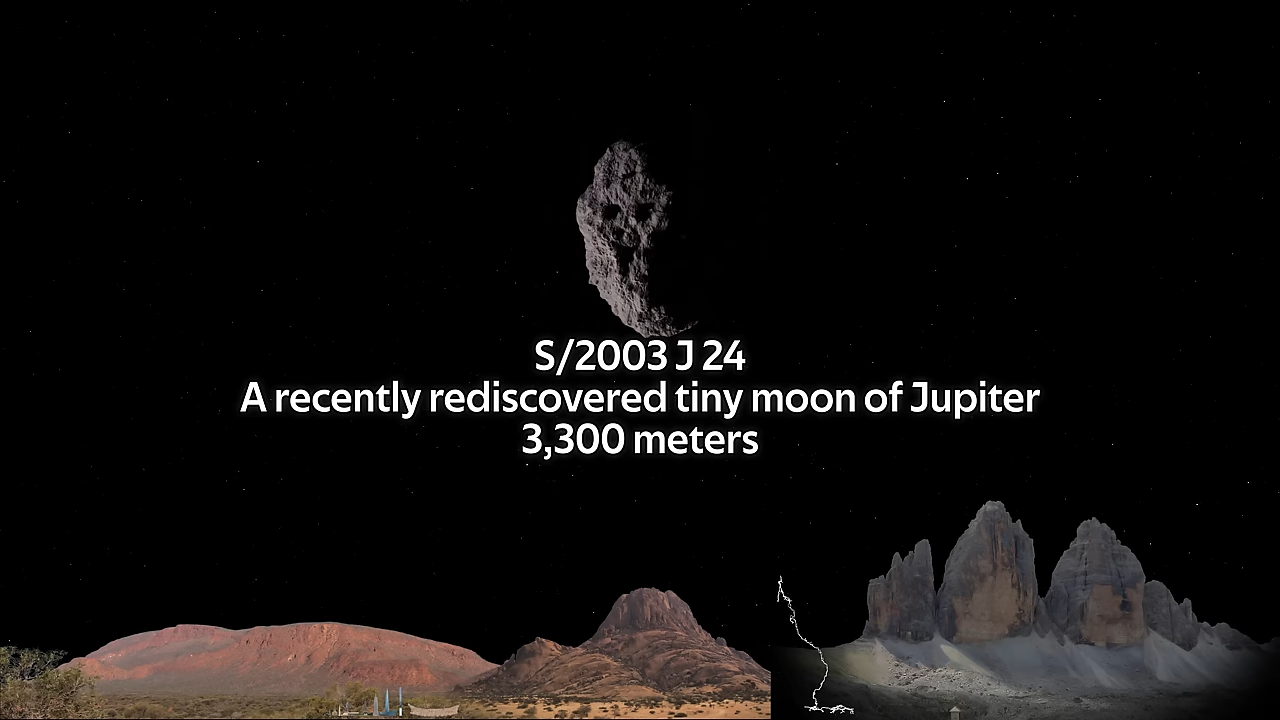 S/2003 J 24
A recently rediscovered tiny moon of Jupiter
3,300 meters